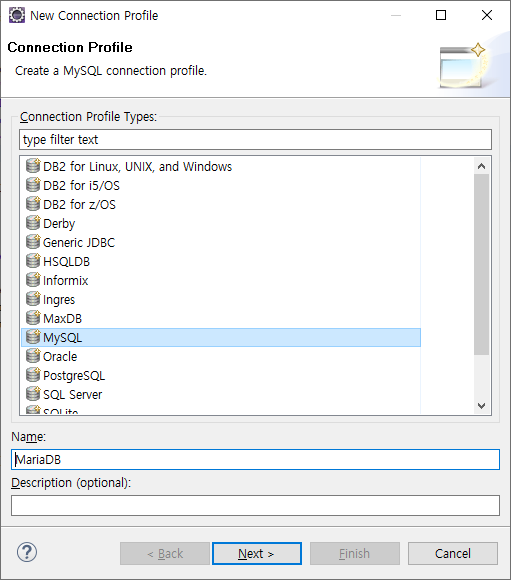 New Connection Profile
Connection Profile
Create a MySQL connection profile.
Connection Profile Types:
type filter text
DB2 for Linux, UNIX, and Windows
DB2 for i5/OS
DB2 for z/OS
Derby
Generic JDBC
HSQLDB
Informix
Ingres
MaxDB
MySQL
Oracle
PostgreSQL
SQL Server
SQLite
Name:
MariaDB
Description (optional):
?
< Back
Next >
Finish
Cancel